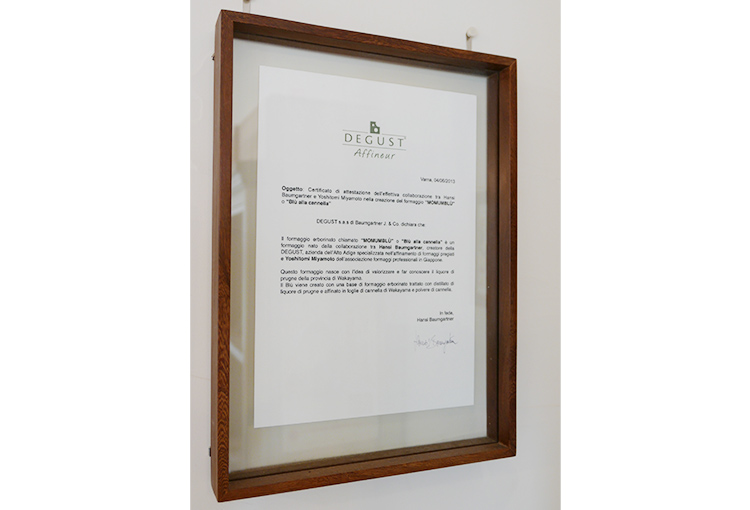 DEGUST
Affineur
Varna, 04/06/2013
Oggetto: Certificato di attestazione dell'effettiva collaborazione tra Hansi
Baumgartner e Yoshitomi Miyamoto nella creazione del formaggio "MOMUMBLÙ"
o "Blù alla cannella"
DEGUST s.a.s di Baumgartner J. & Co. dichiara che:
Il formaggio erborinato chiamato "MOMUMBLÙ" o "Blù alla cannella" è un
formaggio nato della collaborazione tra Hansi Baumgartner, creatore della
DEGUST, azienda dell'Alto Adige specializzata nell'affinamento di formaggi pregiati
e Yoshitomi Miyamoto dell'associazione formaggi professionali in Giappone.
Questo formaggio nasce con l'idea di valorizzare e far conoscere il liquore di
prugne della provincia di Wakayama.
Il Blù viene creato con una base di formaggio erborinato trattato con distillato di
liquore di prugne e affinato in foglie di cannella di Wakayama e polvere di cannella.
In fede,
Hansi Baumgartner